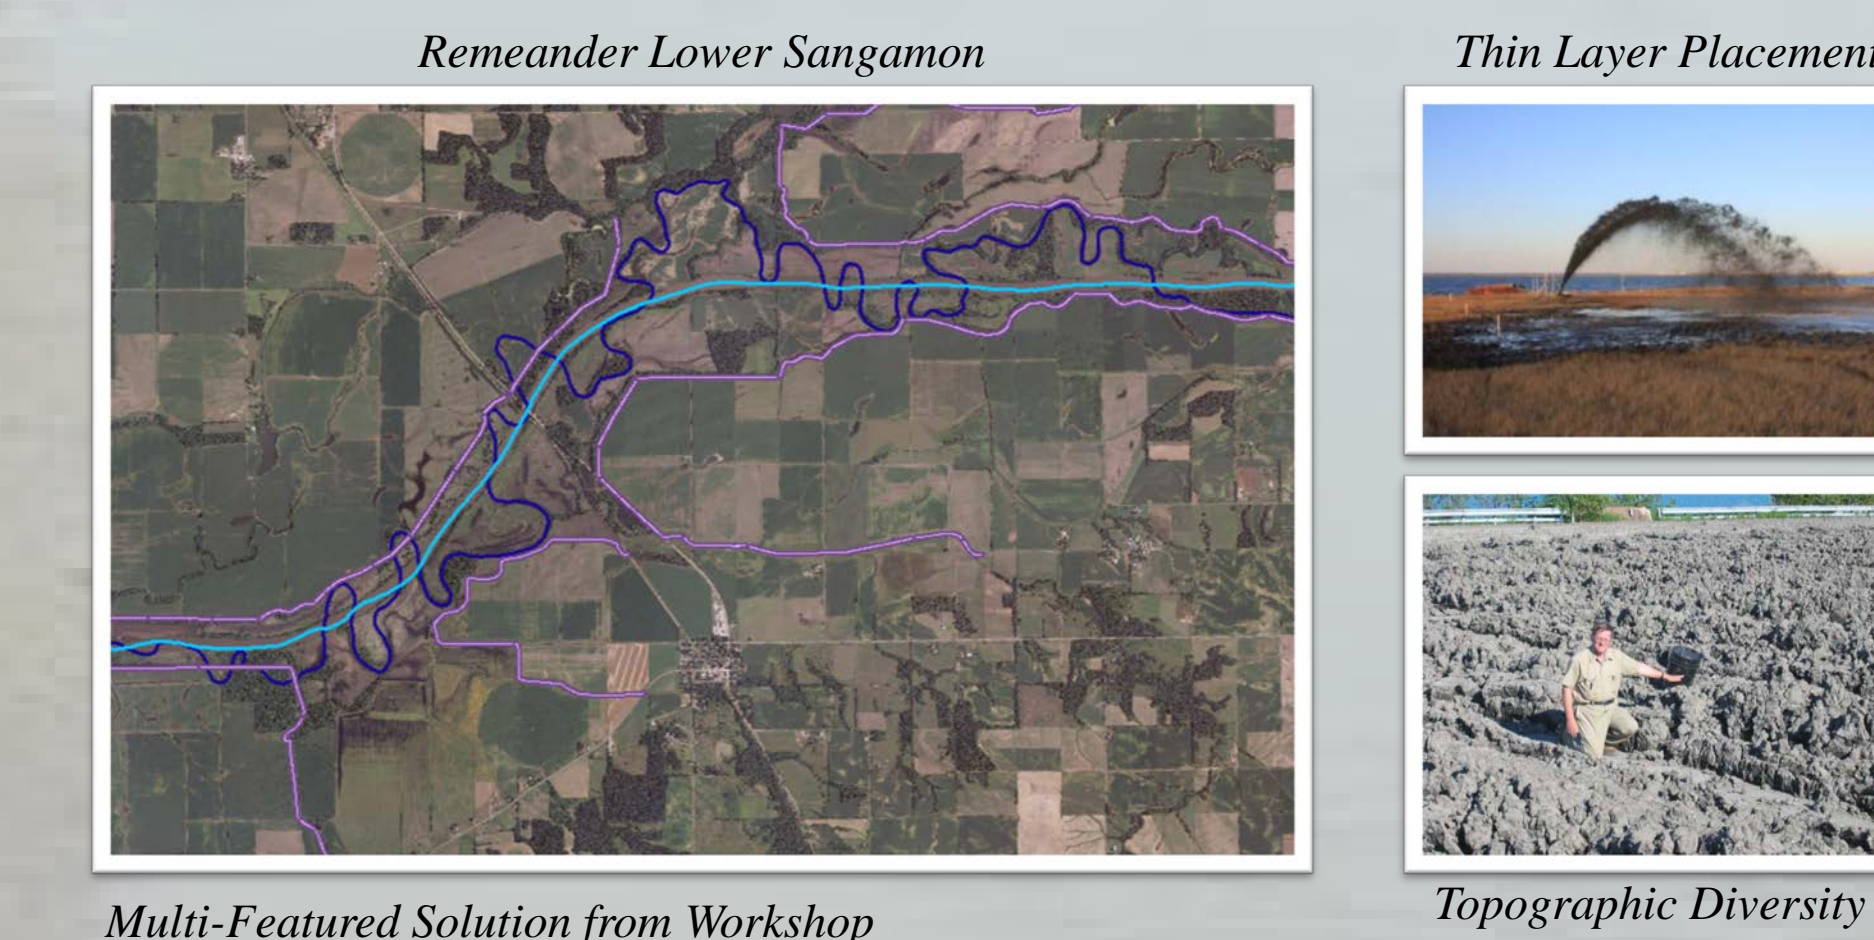 Remeander Lower Sangamon
Thin Layer Placement
Topographic Diversity
Multi-Featured Solution from Workshop